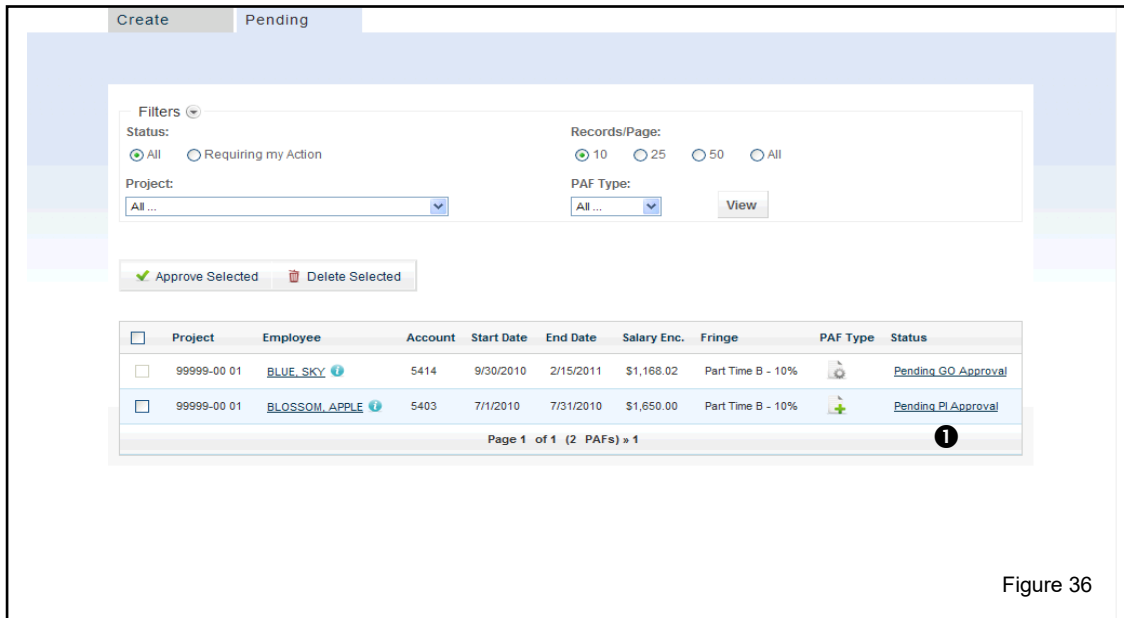 Create Pending
Filters
Status: Records/Page:
All Requiring my Action 10 25 50 All
Project: PAF Type:
All ... All ... View
Approve Selected Delete Selected
Project Employee Account Start Date End Date Salary Enc. Fringe PAF Type Status
99999-00 01 BLUE, SKY 5414 9/30/2010 2/15/2011 $1,168.02 Part Time B - 10% Pending GO Approval
99999-00 01 BLOSSOM, APPLE 5403 7/1/2010 7/31/2010 $1,650.00 Part Time B - 10% Pending PI Approval
Page 1 of 1 (2 PAFs) » 1
❶
Figure 36